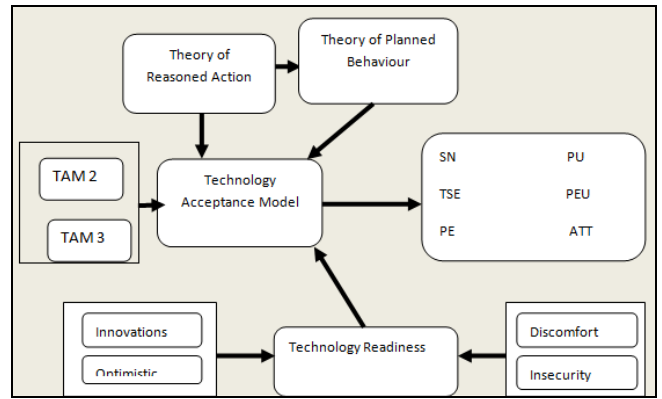 Theory of
Reasoned Action
Theory of Planned
Behaviour
TAM 2
TAM 3
Technology
Acceptance Model
SN PU
TSE PEU
PE ATT
Innovations
Optimistic
Technology Readiness
Discomfort
Insecurity